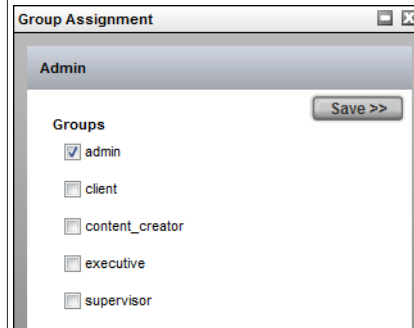 Group Assignment
Admin
Save >>
Groups
admin
client
content_creator
executive
supervisor